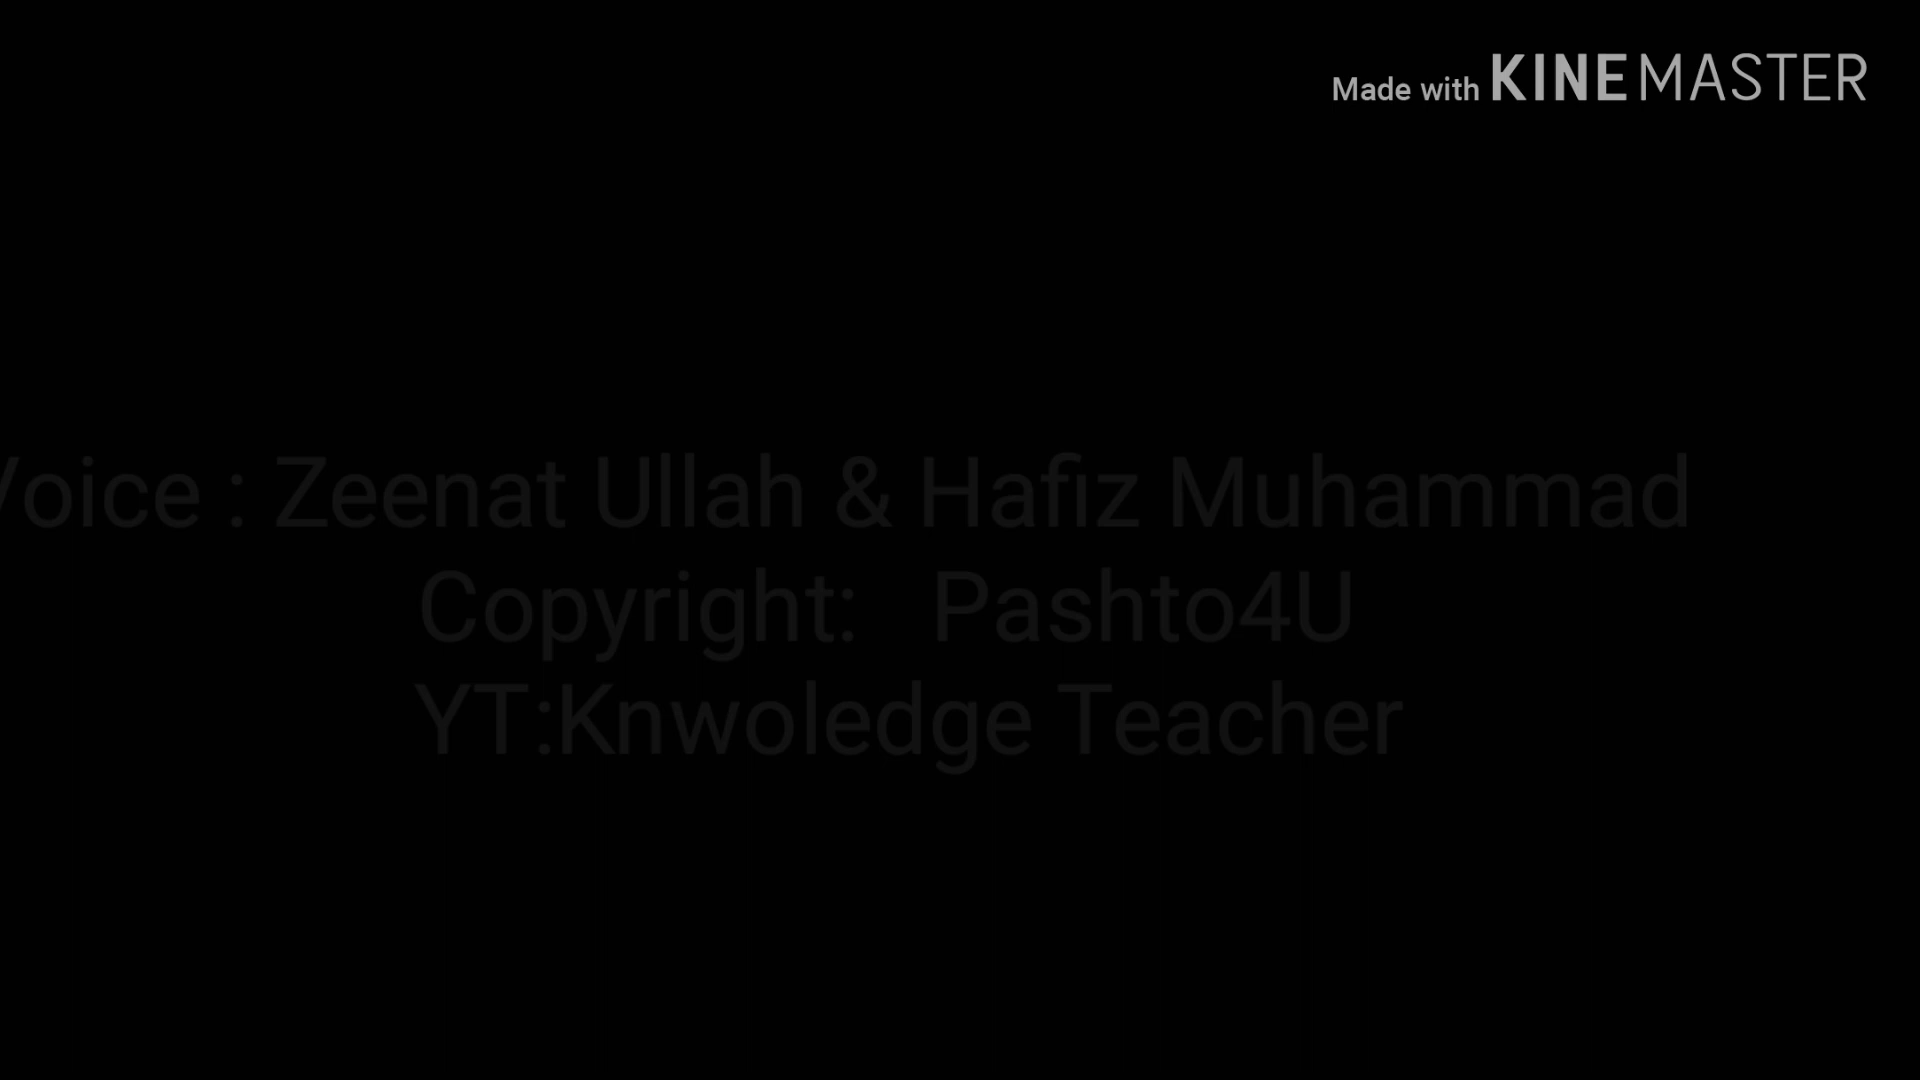 Made with KINEMASTER
Voice : Zeenat Ullah & Hafiz Muhammad
Copyright: Pashto4U
YT:Knwoledge Teacher